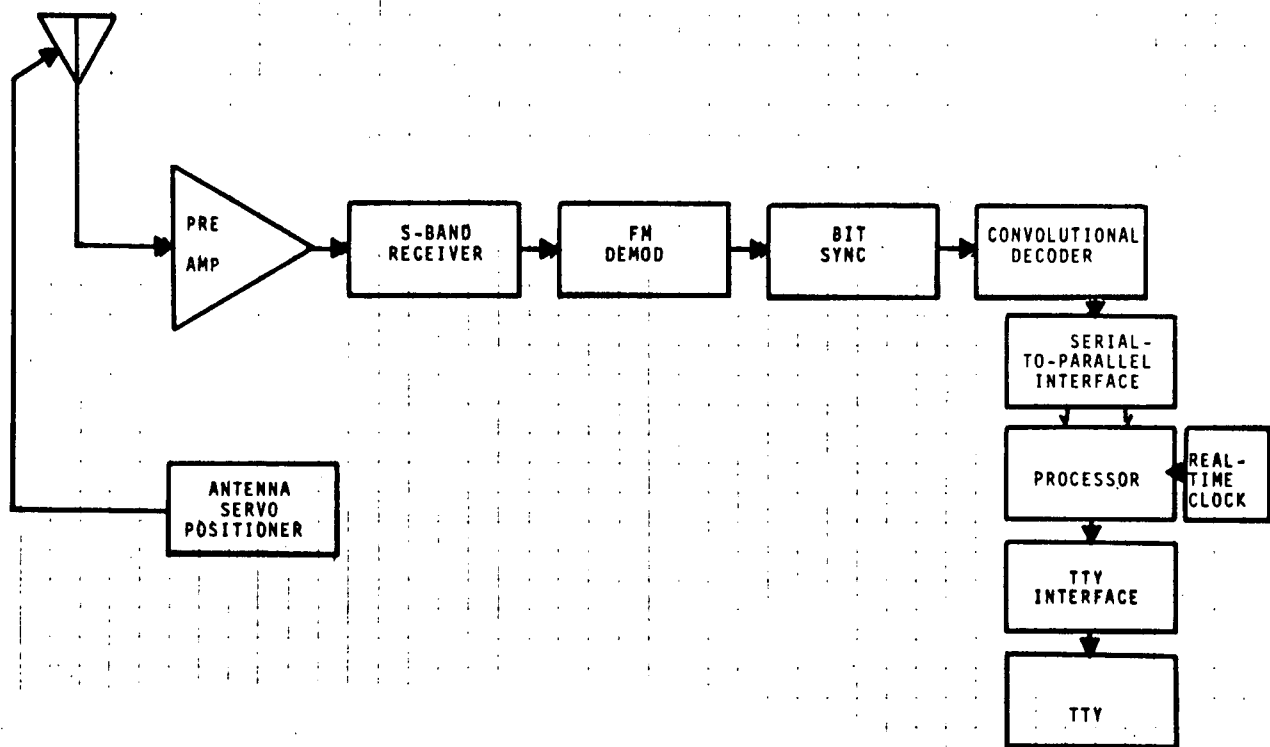 PRE
AMP
S-BAND
RECEIVER
FM
DEMOD
BIT
SYNC
CONVOLUTIONAL
DECODER
SERIAL-
TO-PARALLEL
INTERFACE
PROCESSOR
REAL-
TIME
CLOCK
ANTENNA
SERVO
POSITIONER
TTY
INTERFACE
TTY